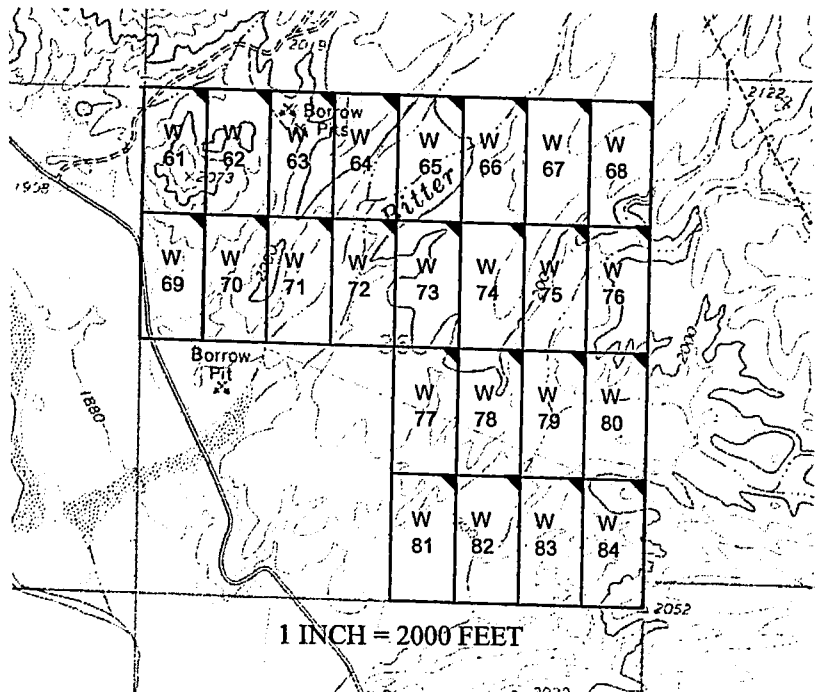 2019
2122
Borrow
Pits
W W W W W W W W
61 62 63 64 65 66 67 68
2073
1908
Bitter
W W W W W W W W
69 70 71 72 73 74 75 76
2000
Borrow
Pit
1880
W W W W
77 78 79 80
W W W W
81 82 83 84
2052
1 INCH = 2000 FEET